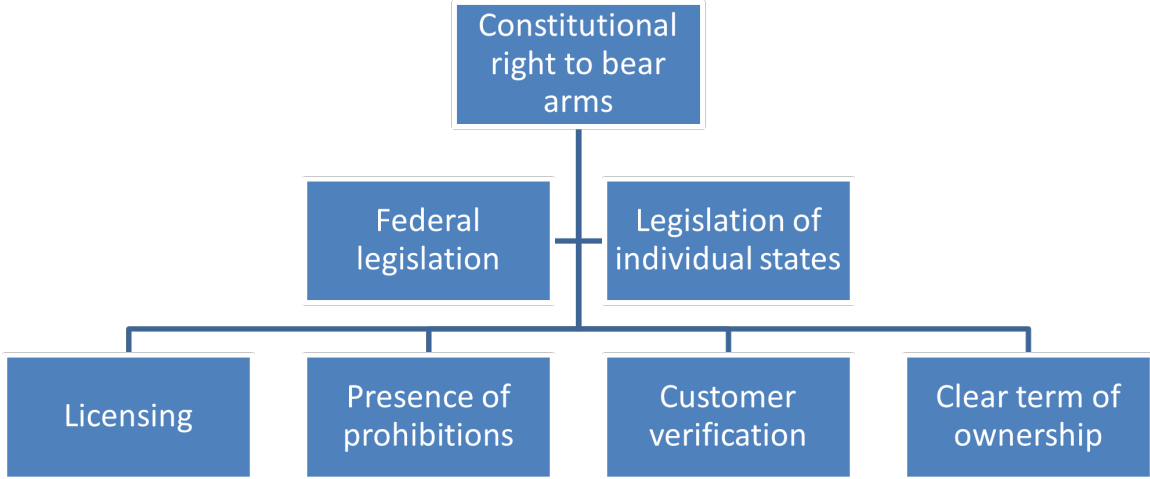 Constitutional
right to bear
arms
Federal
legislation
Legislation of
individual states
Licensing
Presence of
prohibitions
Customer
verification
Clear term of
ownership